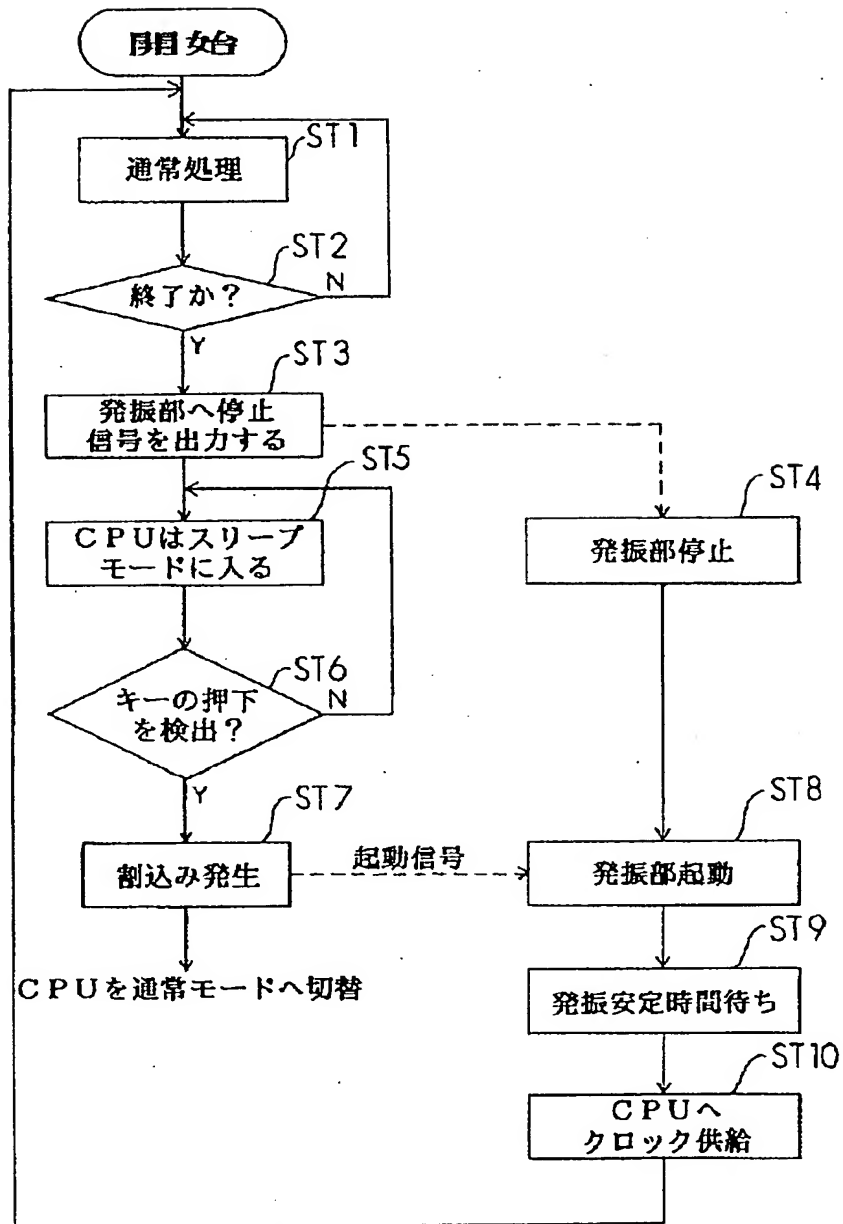 開始
ST1
通常処理
ST2
終了か?
N
Y
ST3
発振部へ停止
信号を出力する
ST5
ST4
CPUはスリープ
モードに入る
発振部停止
ST6
キーの押下
を検出?
N
Y
ST7
ST8
割込み発生
起動信号
発振部起動
ST9
CPUを通常モードへ切替
発振安定時間待ち
ST10
CPUへ
クロック供給